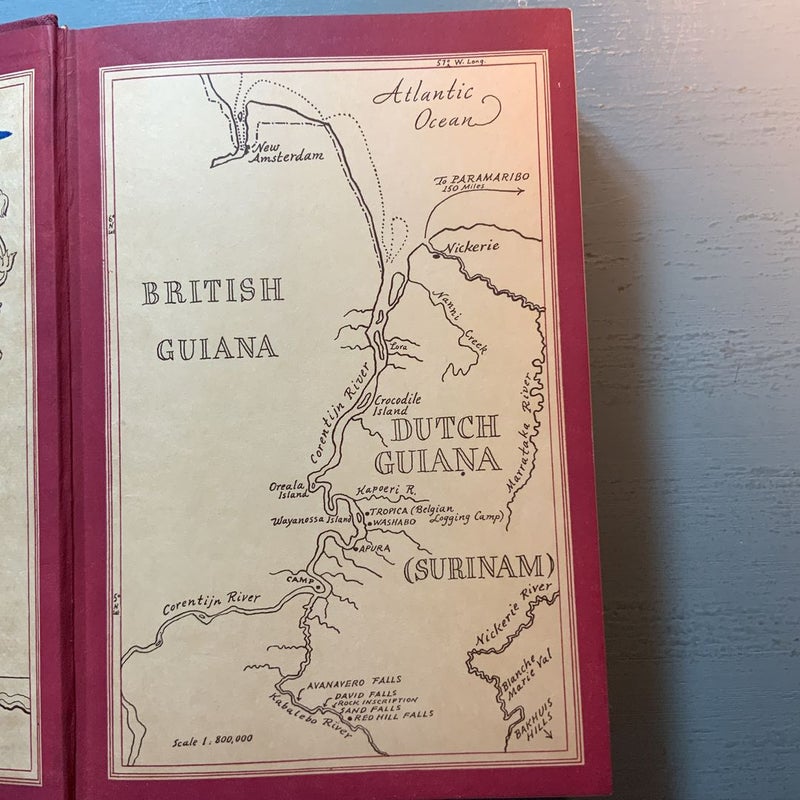 57° W. Long.
Atlantic
Ocean
New
Amsterdam
To PARAMARIBO
150 Miles
Nickerie
BRITISH
GUIANA
Nanni
Creek
Lora
Corentijn River
Crocodile
Island
DUTCH
GUIANA
Marrataka River
Oreala
Island
Kapoeri R.
Wayanossa Island
TROPICA (Belgian
Logging Camp)
WASHABO
APURA
(SURINAM)
CAMP
Corentijn River
Nickerie River
Blanche
Marie Val
AVANAVERO FALLS
DAVID FALLS
ROCK INSCRIPTION
SAND FALLS
RED HILL FALLS
Kabalebo River
BAKHUIS
HILLS
Scale 1 : 800,000